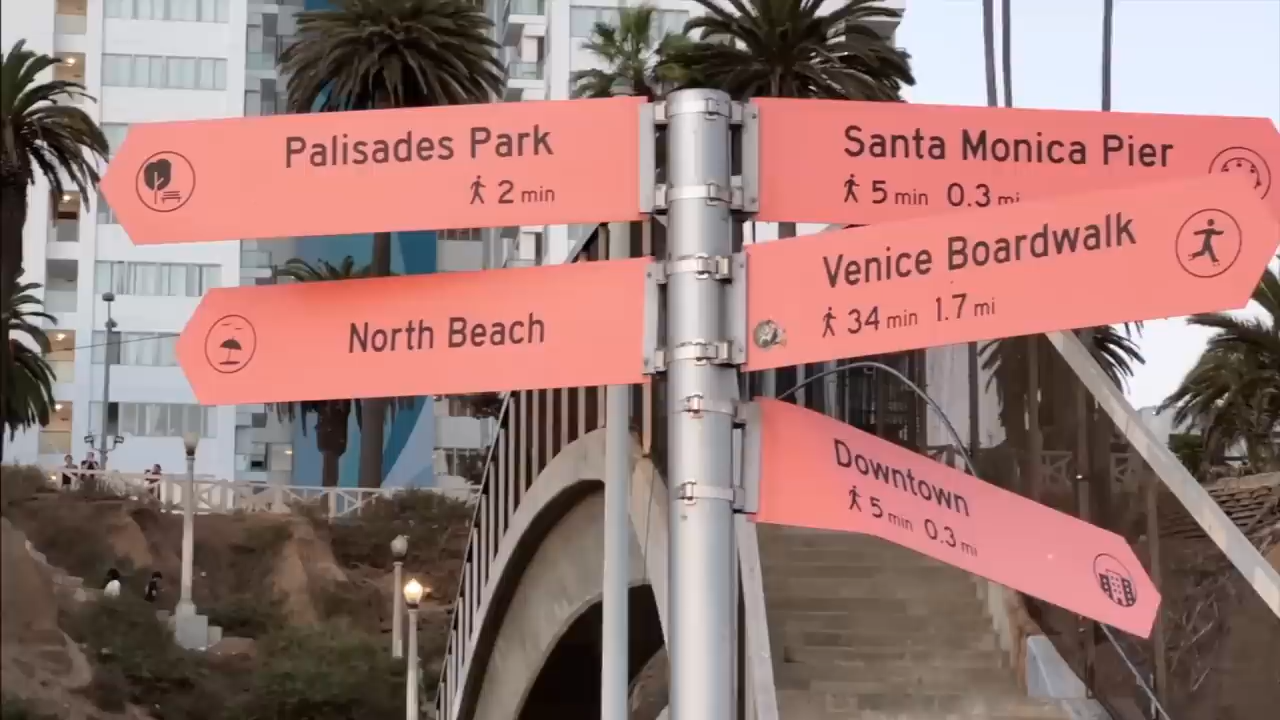 Palisades Park
2 min
North Beach
Santa Monica Pier
5 min 0.3 mi
Venice Boardwalk
34 min 1.7 mi
Downtown
5 min 0.3 mi